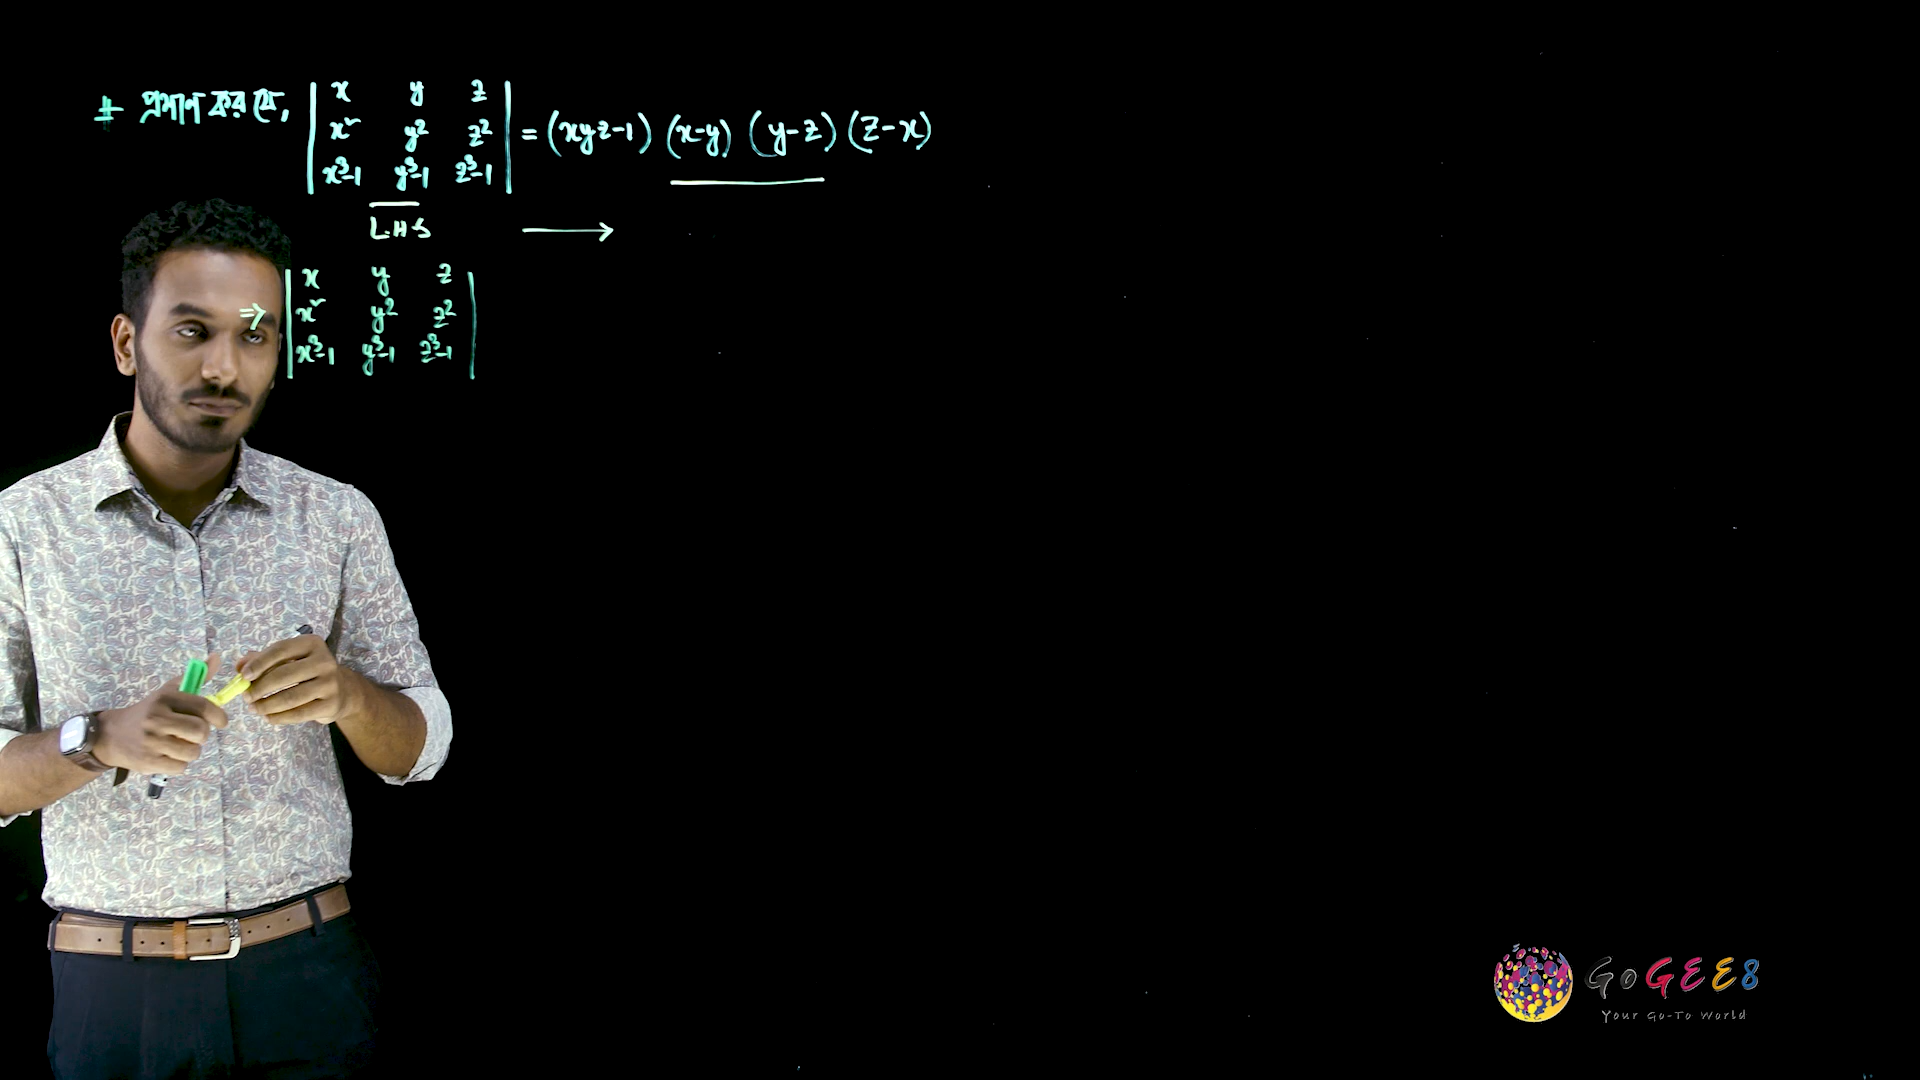 # প্রমাণ কর যে, | x y z |
| x² y² z² | = (xyz-1) (x-y) (y-z) (z-x)
| x³-1 y³-1 z³-1 |
L.H.S →
| x y z |
⇒ | x² y² z² |
| x³-1 y³-1 z³-1 |
GoGEE8
Your Go-To World